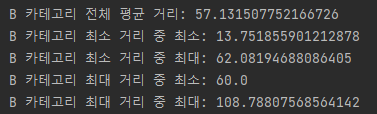 B 카테고리 전체 평균 거리: 57.131507752166726
B 카테고리 최소 거리 중 최소: 13.751855901212878
B 카테고리 최소 거리 중 최대: 62.08194688086405
B 카테고리 최대 거리 중 최소: 60.0
B 카테고리 최대 거리 중 최대: 108.78807568564142